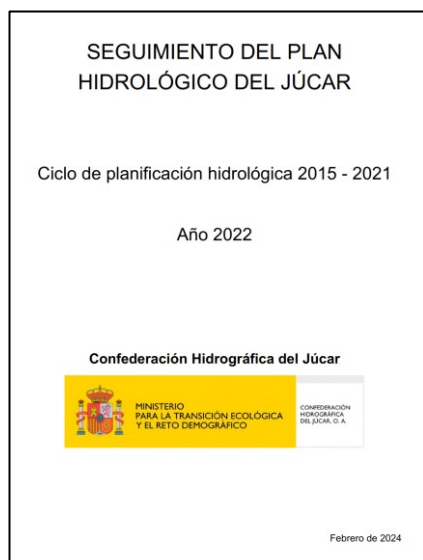 SEGUIMIENTO DEL PLAN
HIDROLÓGICO DEL JÚCAR
Ciclo de planificación hidrológica 2015 - 2021
Año 2022
Confederación Hidrográfica del Júcar
MINISTERIO
PARA LA TRANSICIÓN ECOLÓGICA
Y EL RETO DEMOGRÁFICO
CONFEDERACIÓN
HIDROGRÁFICA
DEL JÚCAR, O. A.
Febrero de 2024